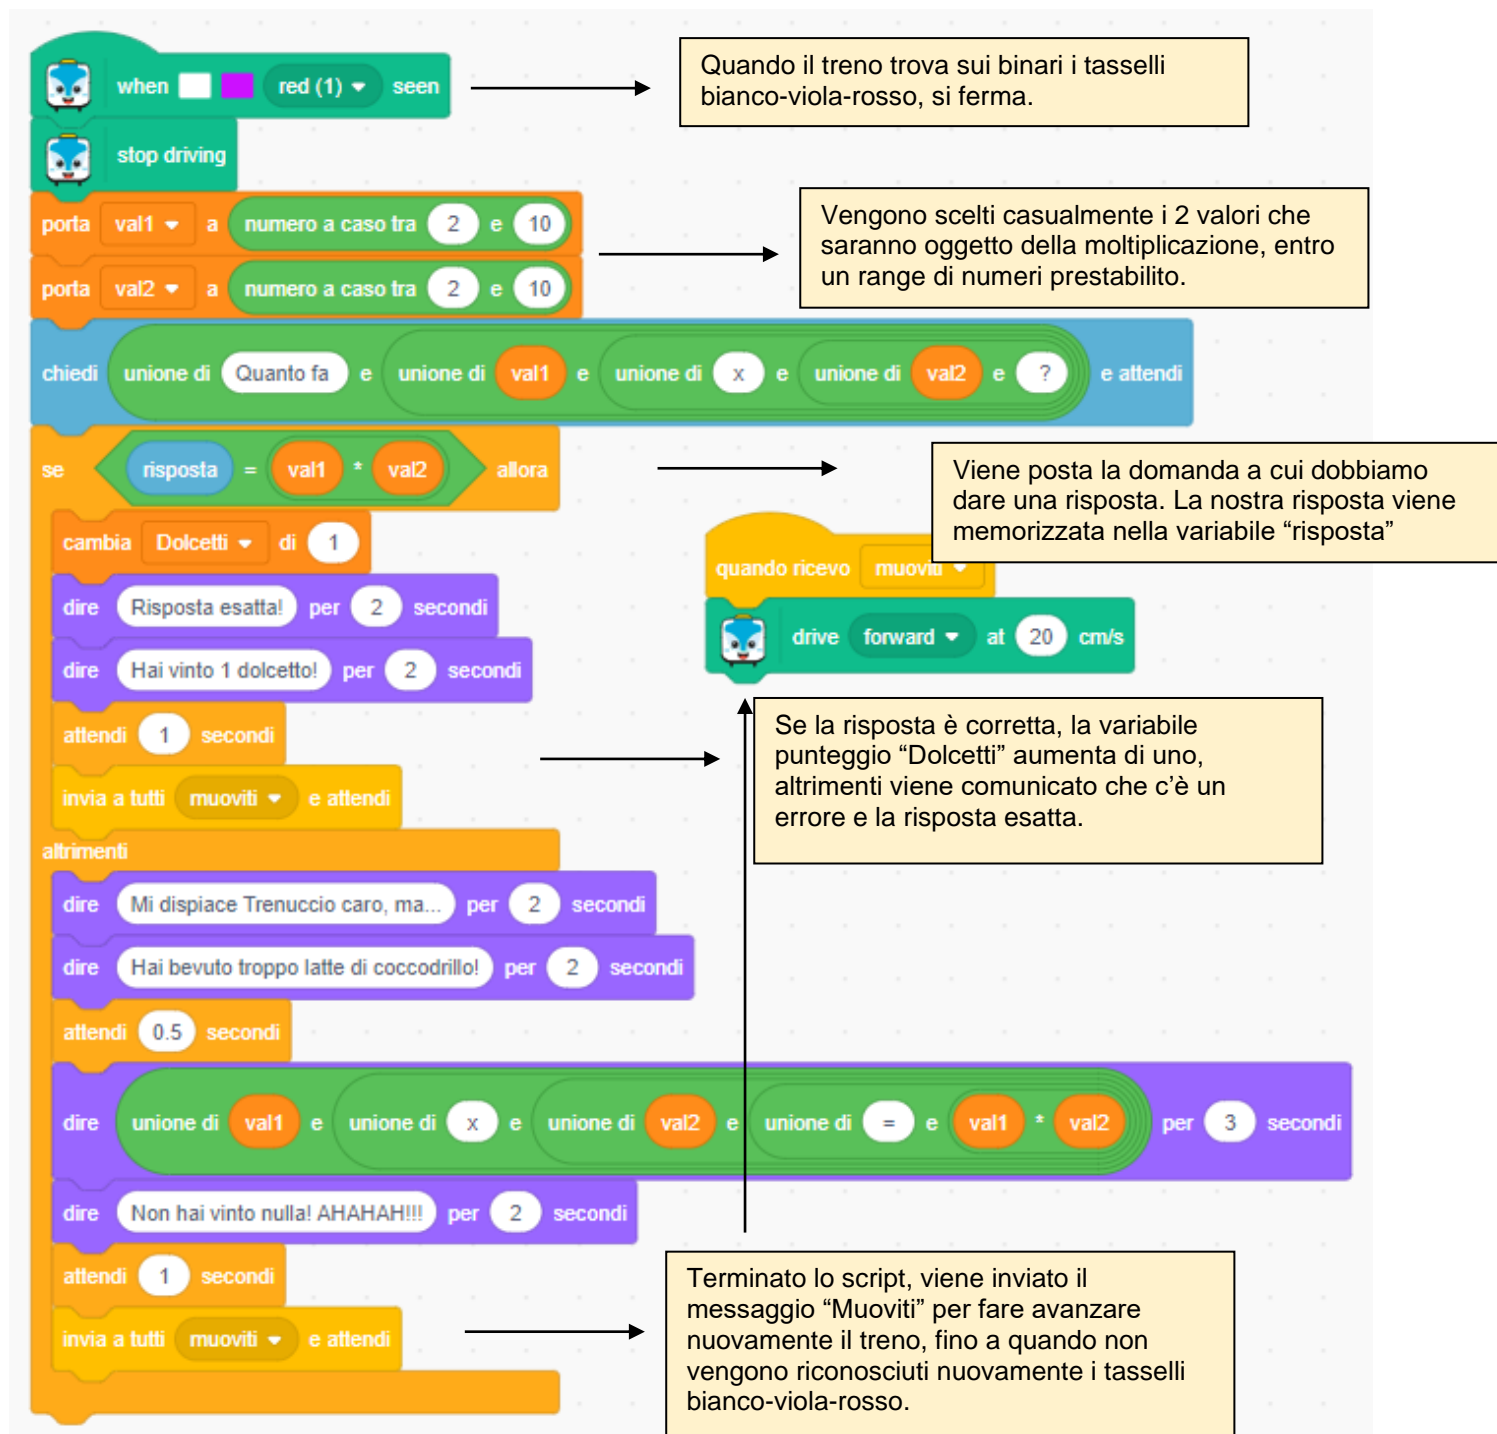 when red (1) seen
Quando il treno trova sui binari i tasselli
bianco-viola-rosso, si ferma.
stop driving
porta val1 a numero a caso tra 2 e 10
porta val2 a numero a caso tra 2 e 10
Vengono scelti casualmente i 2 valori che
saranno oggetto della moltiplicazione, entro
un range di numeri prestabilito.
chiedi unione di Quanto fa e unione di val1 e unione di x e unione di val2 e ? e attendi
se risposta = val1 * val2 allora
Viene posta la domanda a cui dobbiamo
dare una risposta. La nostra risposta viene
memorizzata nella variabile “risposta”
cambia Dolcetti di 1
dire Risposta esatta! per 2 secondi
dire Hai vinto 1 dolcetto! per 2 secondi
attendi 1 secondi
invia a tutti muoviti e attendi
quando ricevo muoviti
drive forward at 20 cm/s
Se la risposta è corretta, la variabile
punteggio “Dolcetti” aumenta di uno,
altrimenti viene comunicato che c’è un
errore e la risposta esatta.
altrimenti
dire Mi dispiace Trenuccio caro, ma... per 2 secondi
dire Hai bevuto troppo latte di coccodrillo! per 2 secondi
attendi 0.5 secondi
dire unione di val1 e unione di x e unione di val2 e unione di = e val1 * val2 per 3 secondi
dire Non hai vinto nulla! AHAHAH!!! per 2 secondi
attendi 1 secondi
invia a tutti muoviti e attendi
Terminato lo script, viene inviato il
messaggio “Muoviti” per fare avanzare
nuovamente il treno, fino a quando non
vengono riconosciuti nuovamente i tasselli
bianco-viola-rosso.